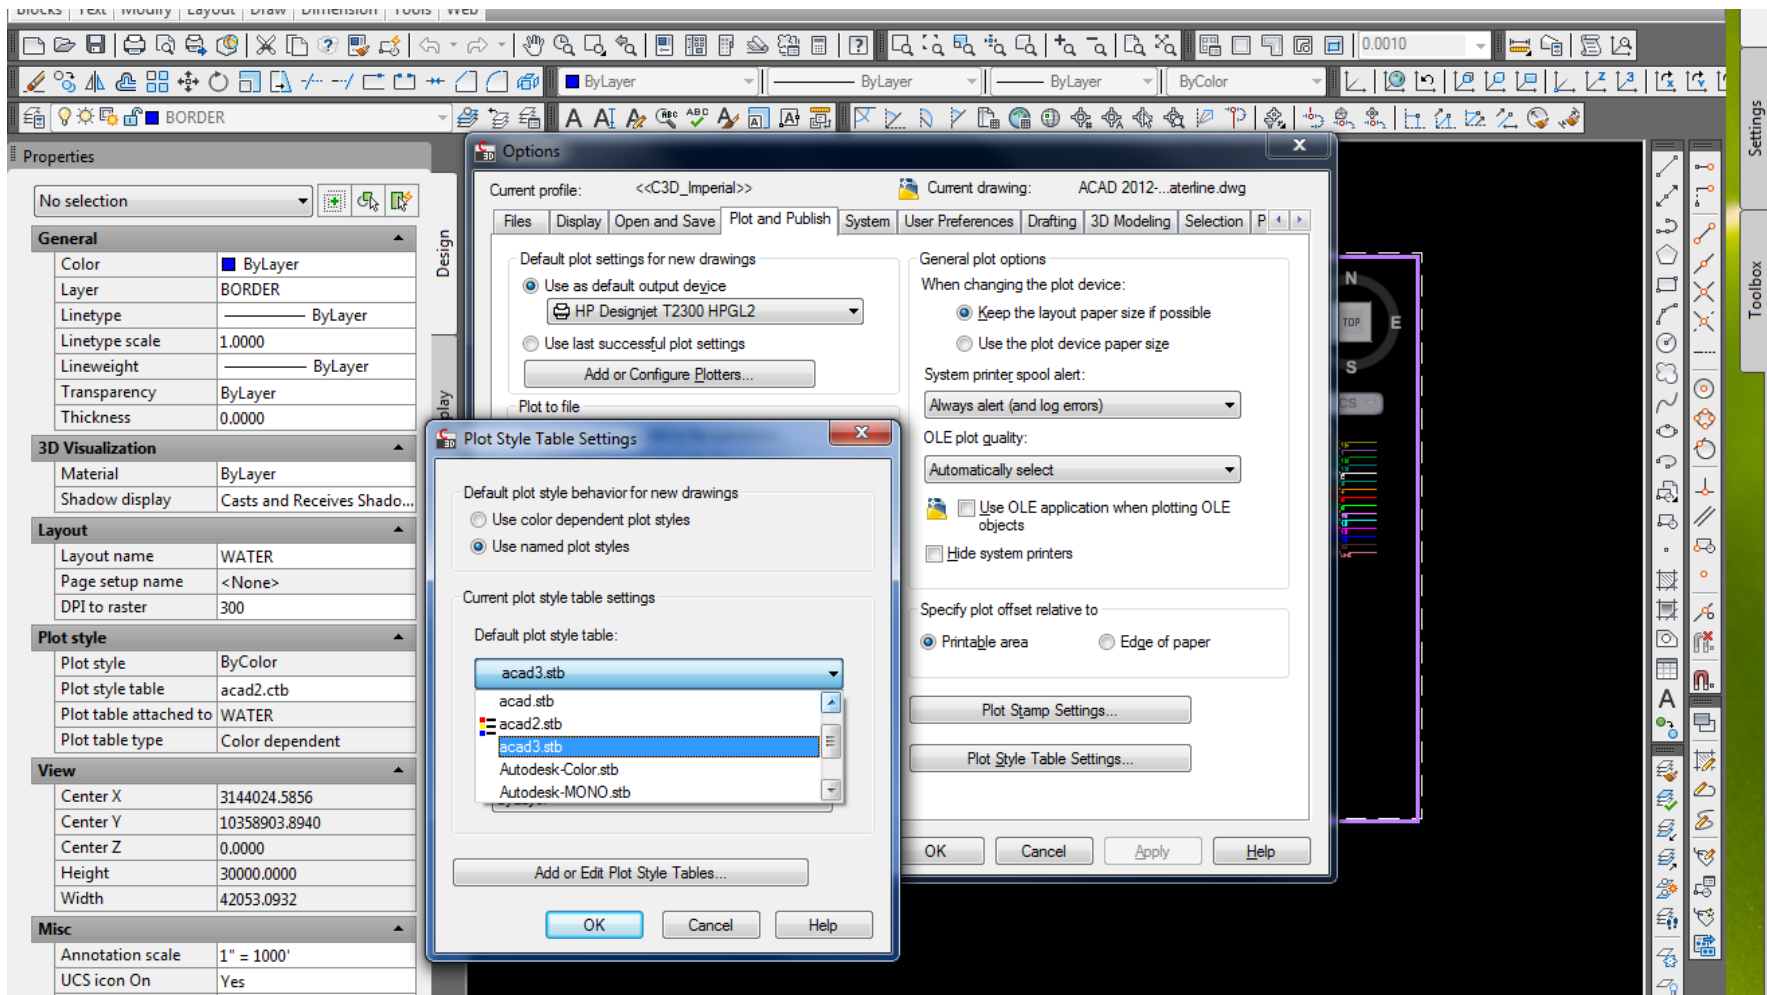 Blocks Text Modify Layout Draw Dimension Tools Web
0.0010
ByLayer ByLayer ByLayer ByColor
BORDER
Properties
No selection
General
Color ByLayer
Layer BORDER
Linetype ByLayer
Linetype scale 1.0000
Lineweight ByLayer
Transparency ByLayer
Thickness 0.0000
3D Visualization
Material ByLayer
Shadow display Casts and Receives Shado...
Layout
Layout name WATER
Page setup name <None>
DPI to raster 300
Plot style
Plot style ByColor
Plot style table acad2.ctb
Plot table attached to WATER
Plot table type Color dependent
View
Center X 3144024.5856
Center Y 10358903.8940
Center Z 0.0000
Height 30000.0000
Width 42053.0932
Misc
Annotation scale 1" = 1000'
UCS icon On Yes
Design
Options
Current profile: <<C3D_Imperial>> Current drawing: ACAD 2012-...aterline.dwg
Files Display Open and Save Plot and Publish System User Preferences Drafting 3D Modeling Selection P
Default plot settings for new drawings
Use as default output device
HP Designjet T2300 HPGL2
Use last successful plot settings
Add or Configure Plotters...
Plot to file
General plot options
When changing the plot device:
Keep the layout paper size if possible
Use the plot device paper size
System printer spool alert:
Always alert (and log errors)
OLE plot quality:
Automatically select
Use OLE application when plotting OLE
objects
Hide system printers
Specify plot offset relative to
Printable area Edge of paper
Plot Stamp Settings...
Plot Style Table Settings...
OK Cancel Apply Help
Plot Style Table Settings
Default plot style behavior for new drawings
Use color dependent plot styles
Use named plot styles
Current plot style table settings
Default plot style table:
acad3.stb
acad.stb
acad2.stb
acad3.stb
Autodesk-Color.stb
Autodesk-MONO.stb
Add or Edit Plot Style Tables...
OK Cancel Help
N
TOP E
S
Settings
Toolbox